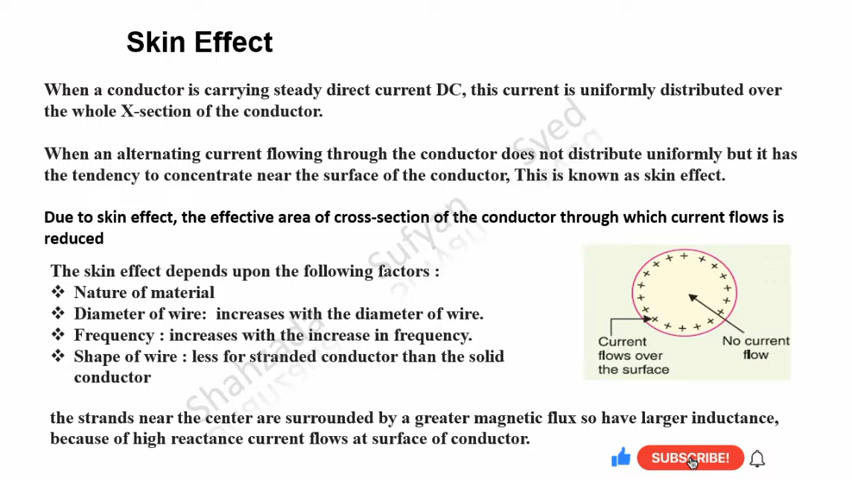 Skin Effect
When a conductor is carrying steady direct current DC, this current is uniformly distributed over
the whole X-section of the conductor.
When an alternating current flowing through the conductor does not distribute uniformly but it has
the tendency to concentrate near the surface of the conductor, This is known as skin effect.
Due to skin effect, the effective area of cross-section of the conductor through which current flows is
reduced
The skin effect depends upon the following factors :
❖ Nature of material
❖ Diameter of wire: increases with the diameter of wire.
❖ Frequency : increases with the increase in frequency.
❖ Shape of wire : less for stranded conductor than the solid
conductor
Current
flows over
the surface
No current
flow
the strands near the center are surrounded by a greater magnetic flux so have larger inductance,
because of high reactance current flows at surface of conductor.
Shahzada Sufyan Syed
SUBSCRIBE!